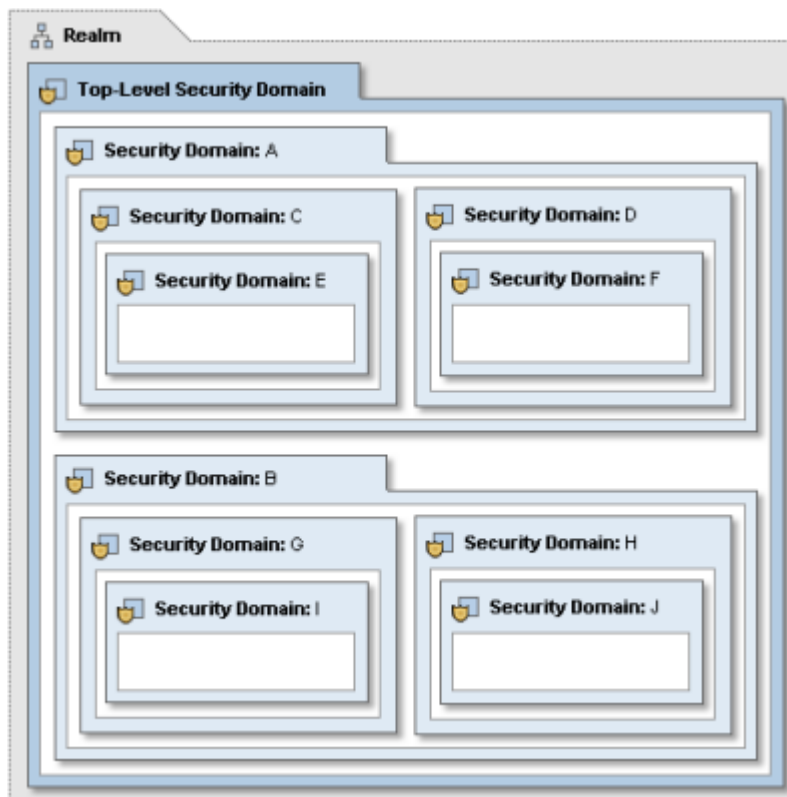 Realm
Top-Level Security Domain
Security Domain: A
Security Domain: C
Security Domain: D
Security Domain: E
Security Domain: F
Security Domain: B
Security Domain: G
Security Domain: H
Security Domain: I
Security Domain: J